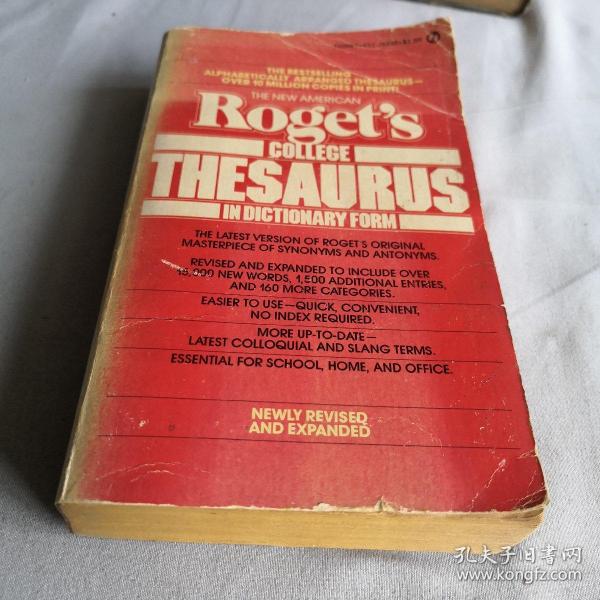 THE BESTSELLING
ALPHABETICALLY ARRANGED THESAURUS—
OVER 10 MILLION COPIES IN PRINT!
THE NEW AMERICAN
Roget's
COLLEGE
THESAURUS
IN DICTIONARY FORM
THE LATEST VERSION OF ROGET'S ORIGINAL
MASTERPIECE OF SYNONYMS AND ANTONYMS.
REVISED AND EXPANDED TO INCLUDE OVER
NEW WORDS, 1,500 ADDITIONAL ENTRIES,
AND 160 MORE CATEGORIES.
EASIER TO USE—QUICK, CONVENIENT,
NO INDEX REQUIRED.
MORE UP-TO-DATE—
LATEST COLLOQUIAL AND SLANG TERMS.
ESSENTIAL FOR SCHOOL, HOME, AND OFFICE.
NEWLY REVISED
AND EXPANDED
孔夫子旧书网
www.kongfz.com